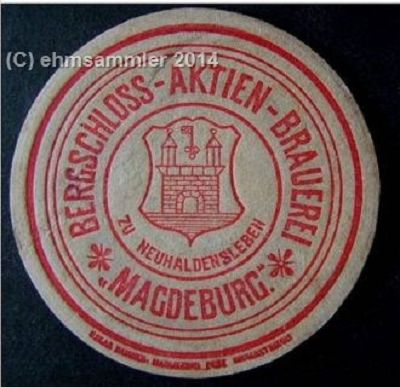 (C) ehmsammler 2014
BERGSCHLOSS-AKTIEN-BRAUEREI
ZU NEUHALDENSLEBEN
"MAGDEBURG."